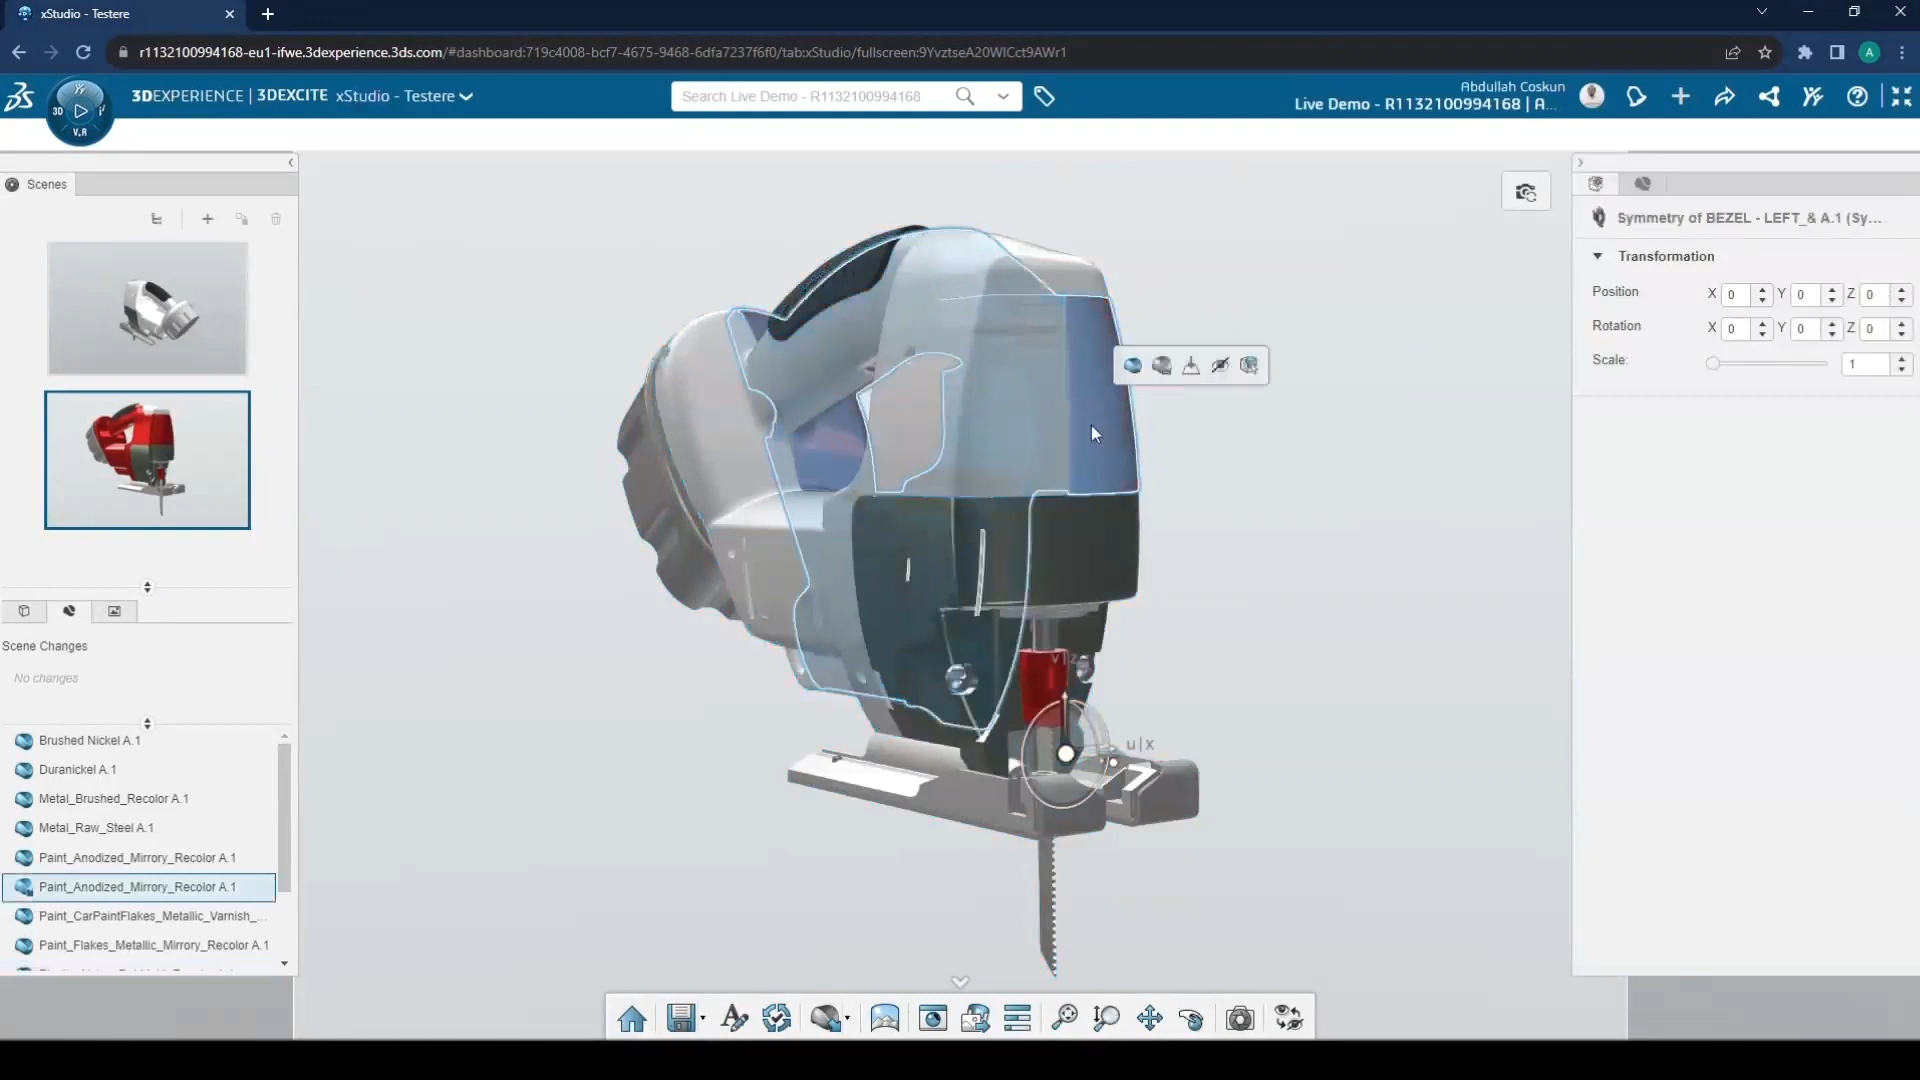 xStudio - Testere
r1132100994168-eu1-ifwe.3dexperience.3ds.com/#dashboard:719c4008-bcf7-4675-9468-6dfa7237f6f0/tab:xStudio/fullscreen:9YvztseA20WlCct9AWr1
A
3D
V.R
3DEXPERIENCE | 3DEXCITE xStudio - Testere
Search Live Demo - R1132100994168
Abdullah Coskun
Live Demo - R1132100994168 | A...
Scenes
Scene Changes
No changes
Brushed Nickel A.1
Duranickel A.1
Metal_Brushed_Recolor A.1
Metal_Raw_Steel A.1
Paint_Anodized_Mirrory_Recolor A.1
Paint_Anodized_Mirrory_Recolor A.1
Paint_CarPaintFlakes_Metallic_Varnish_...
Paint_Flakes_Metallic_Mirrory_Recolor A.1
v|z
u|x
Symmetry of BEZEL - LEFT_& A.1 (Sy...
Transformation
Position X 0 Y 0 Z 0
Rotation X 0 Y 0 Z 0
Scale: 1